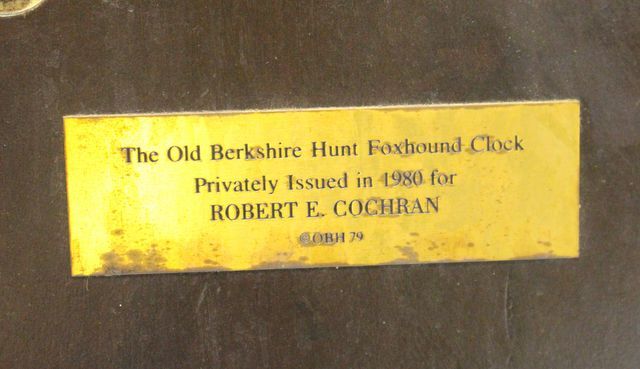 The Old Berkshire Hunt Foxhound Clock
Privately Issued in 1980 for
ROBERT E. COCHRAN
© OBH 79